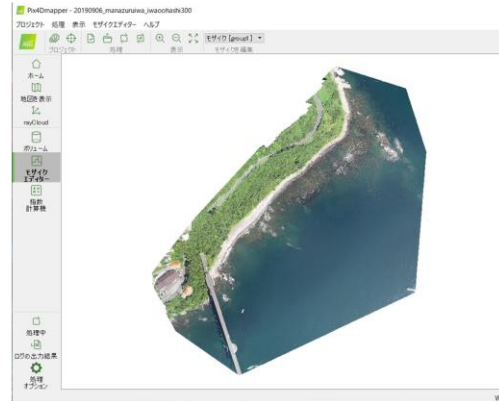 Pix4Dmapper - 20190906_manazuruiwa_iwaoohashi300
プロジェクト 処理 表示 モザイクエディター ヘルプ
モザイク [group1]
プロジェクト 処理 表示 モザイクを編集
ホーム
地図を表示
rayCloud
ボリューム
モザイク
エディター
指数
計算機
処理中
ログの出力結果
処理
オプション